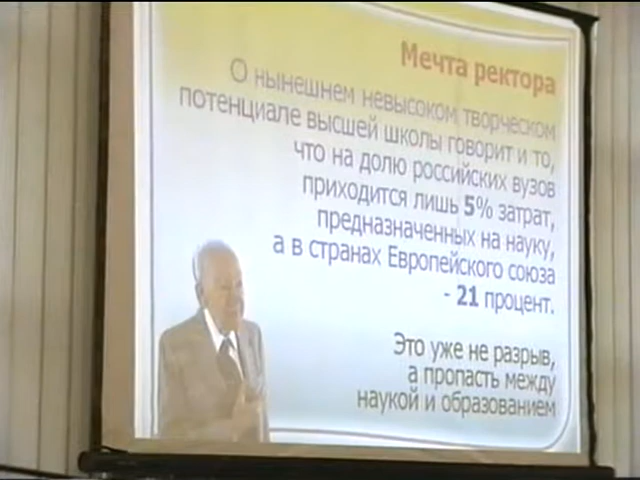 Мечта ректора
О нынешнем невысоком творческом
потенциале высшей школы говорит и то,
что на долю российских вузов
приходится лишь 5% затрат,
предназначенных на науку,
а в странах Европейского союза
- 21 процент.
Это уже не разрыв,
а пропасть между
наукой и образованием